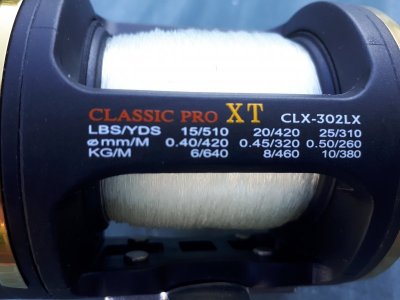 CLASSIC PRO XT CLX-302LX
LBS/YDS 15/510 20/420 25/310
ømm/M 0.40/420 0.45/320 0.50/260
KG/M 6/640 8/460 10/380